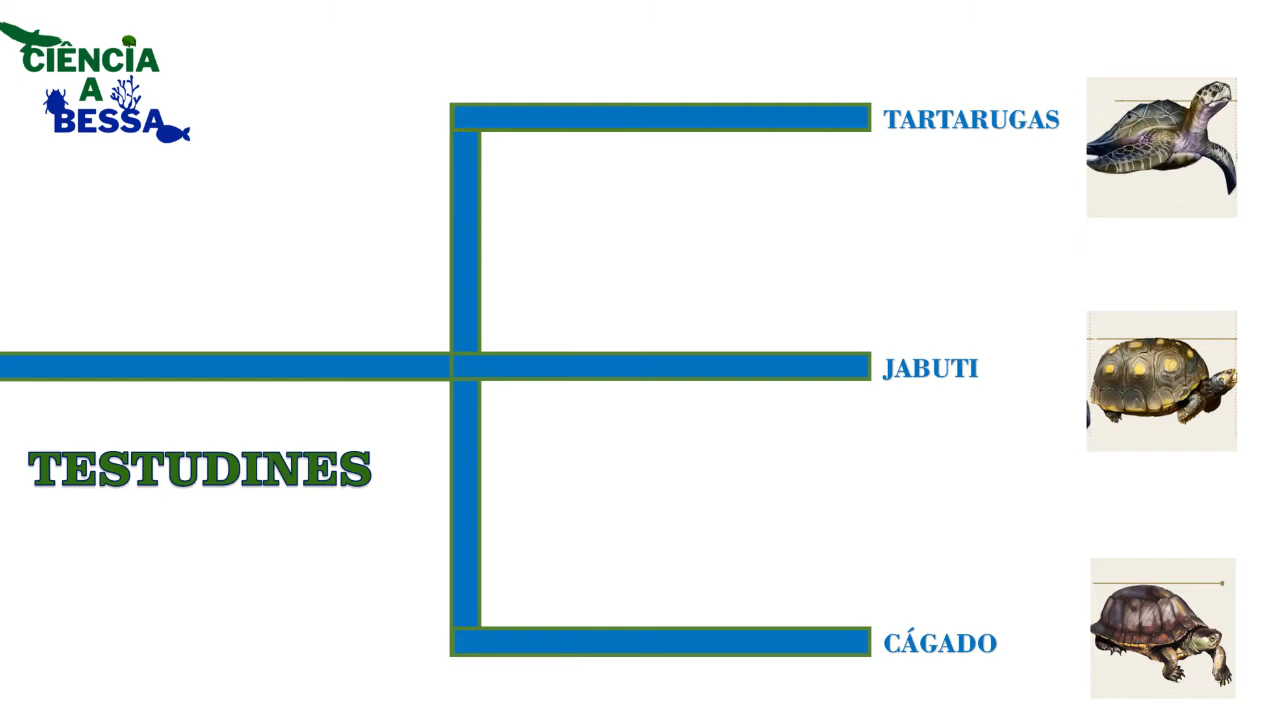 CIÊNCIA
A
BESSA
TARTARUGAS
JABUTI
TESTUDINES
CÁGADO